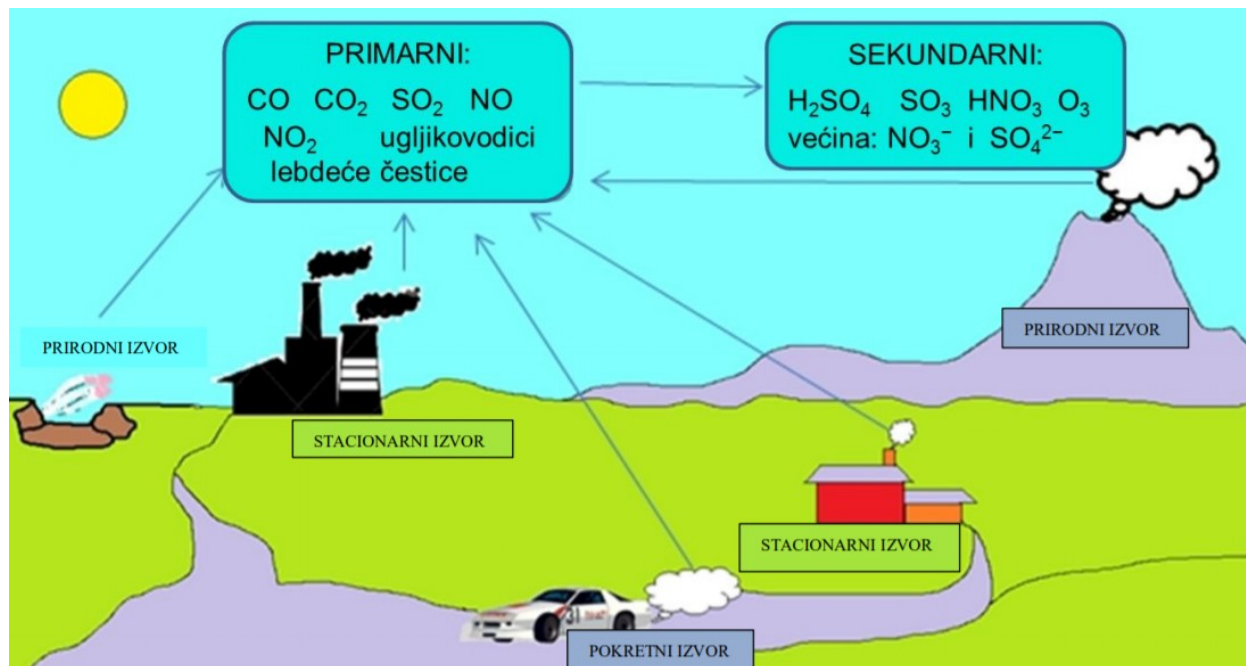 PRIMARNI:
CO CO₂ SO₂ NO
NO₂ ugljikovodici
lebdeće čestice
SEKUNDARNI:
H₂SO₄ SO₃ HNO₃ O₃
većina: NO₃⁻ i SO₄²⁻
PRIRODNI IZVOR
PRIRODNI IZVOR
STACIONARNI IZVOR
STACIONARNI IZVOR
31
POKRETNI IZVOR